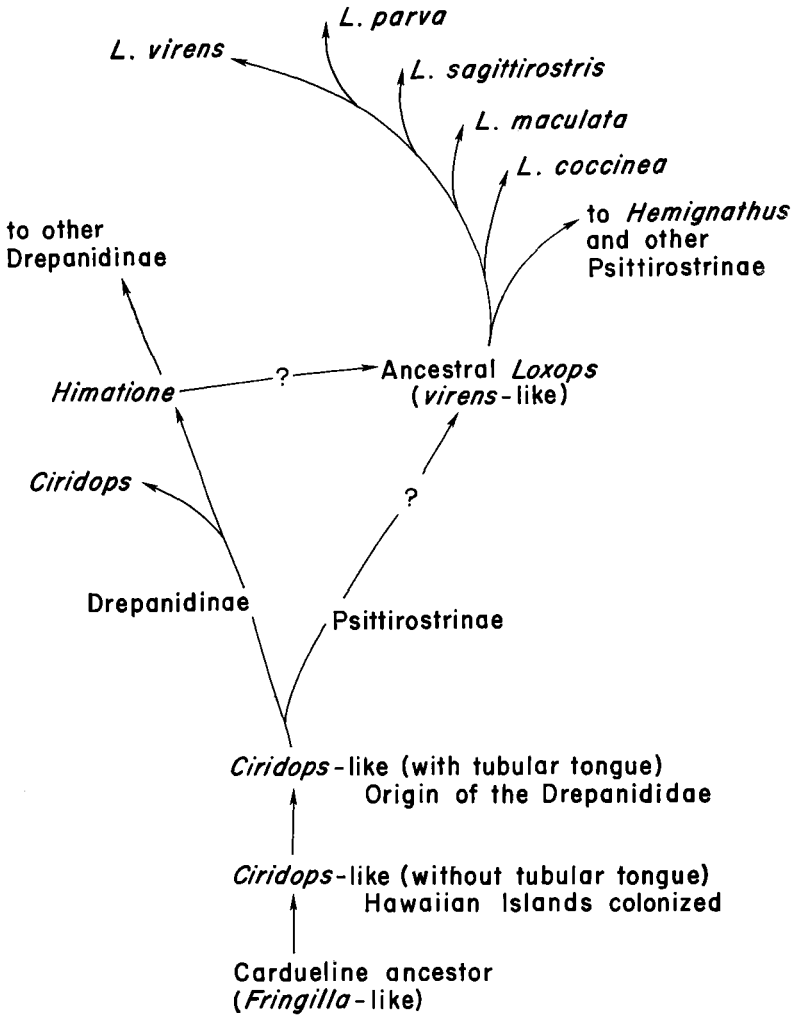 L. parva
L. virens
L. sagittirostris
L. maculata
L. coccinea
to other
Drepanidinae
to Hemignathus
and other
Psittirostrinae
Himatione
?
Ancestral Loxops
(virens-like)
Ciridops
?
Drepanidinae
Psittirostrinae
Ciridops-like (with tubular tongue)
Origin of the Drepanididae
Ciridops-like (without tubular tongue)
Hawaiian Islands colonized
Cardueline ancestor
(Fringilla-like)